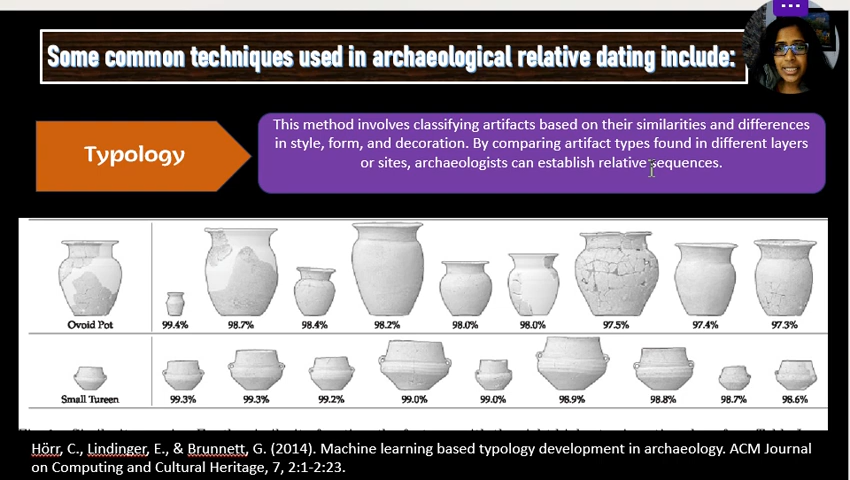 Some common techniques used in archaeological relative dating include:
Typology
This method involves classifying artifacts based on their similarities and differences
in style, form, and decoration. By comparing artifact types found in different layers
or sites, archaeologists can establish relative sequences.
Ovoid Pot 99.4% 98.7% 98.4% 98.2% 98.0% 98.0% 97.5% 97.4% 97.3%
Small Tureen 99.3% 99.3% 99.2% 99.0% 99.0% 98.9% 98.8% 98.7% 98.6%
Hörr, C., Lindinger, E., & Brunnett, G. (2014). Machine learning based typology development in archaeology. ACM Journal
on Computing and Cultural Heritage, 7, 2:1-2:23.